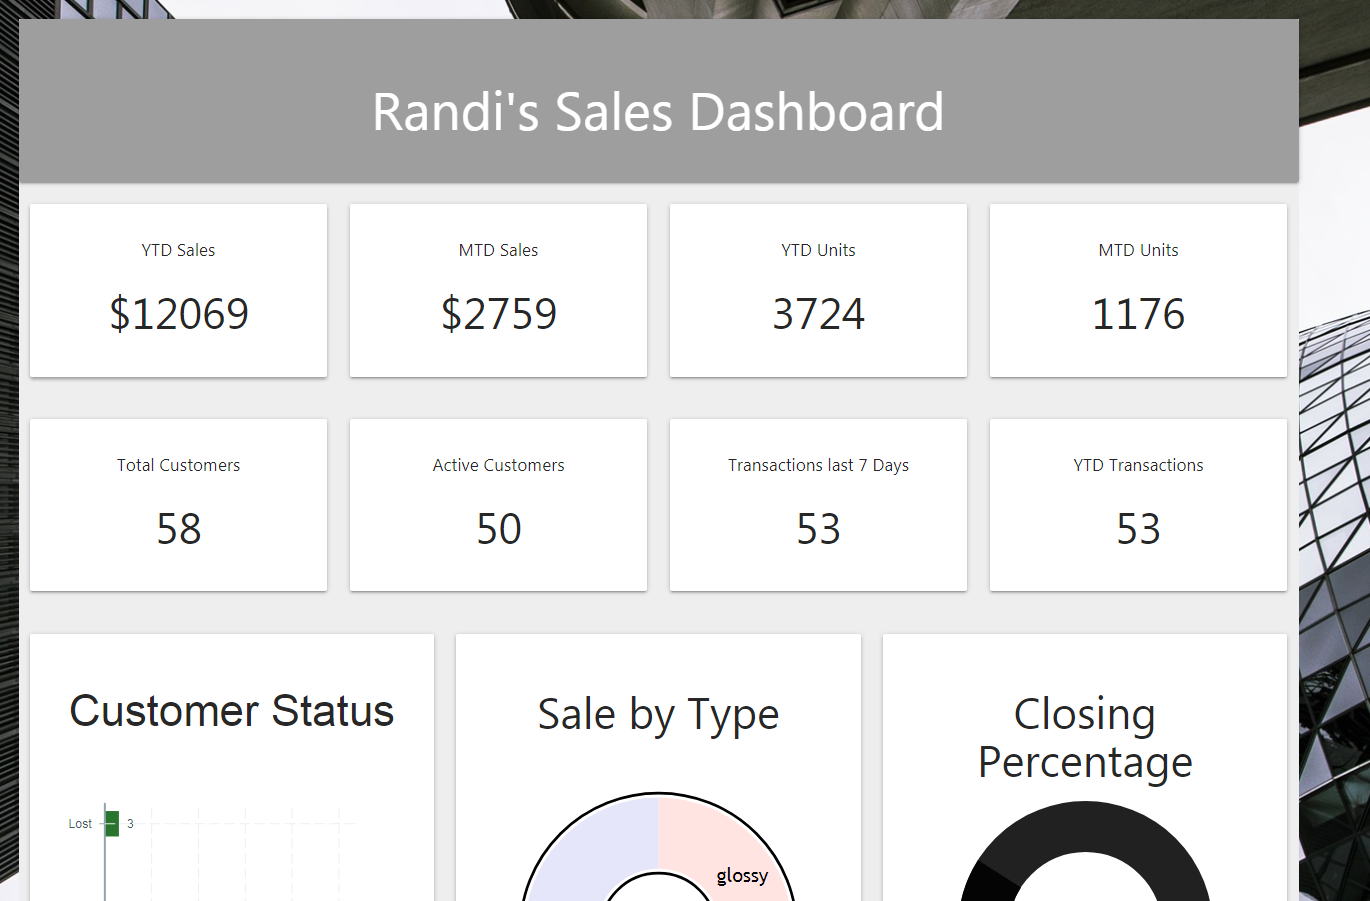 Randi's Sales Dashboard
YTD Sales
$12069
MTD Sales
$2759
YTD Units
3724
MTD Units
1176
Total Customers
58
Active Customers
50
Transactions last 7 Days
53
YTD Transactions
53
Customer Status
Lost 3
Sale by Type
glossy
Closing
Percentage